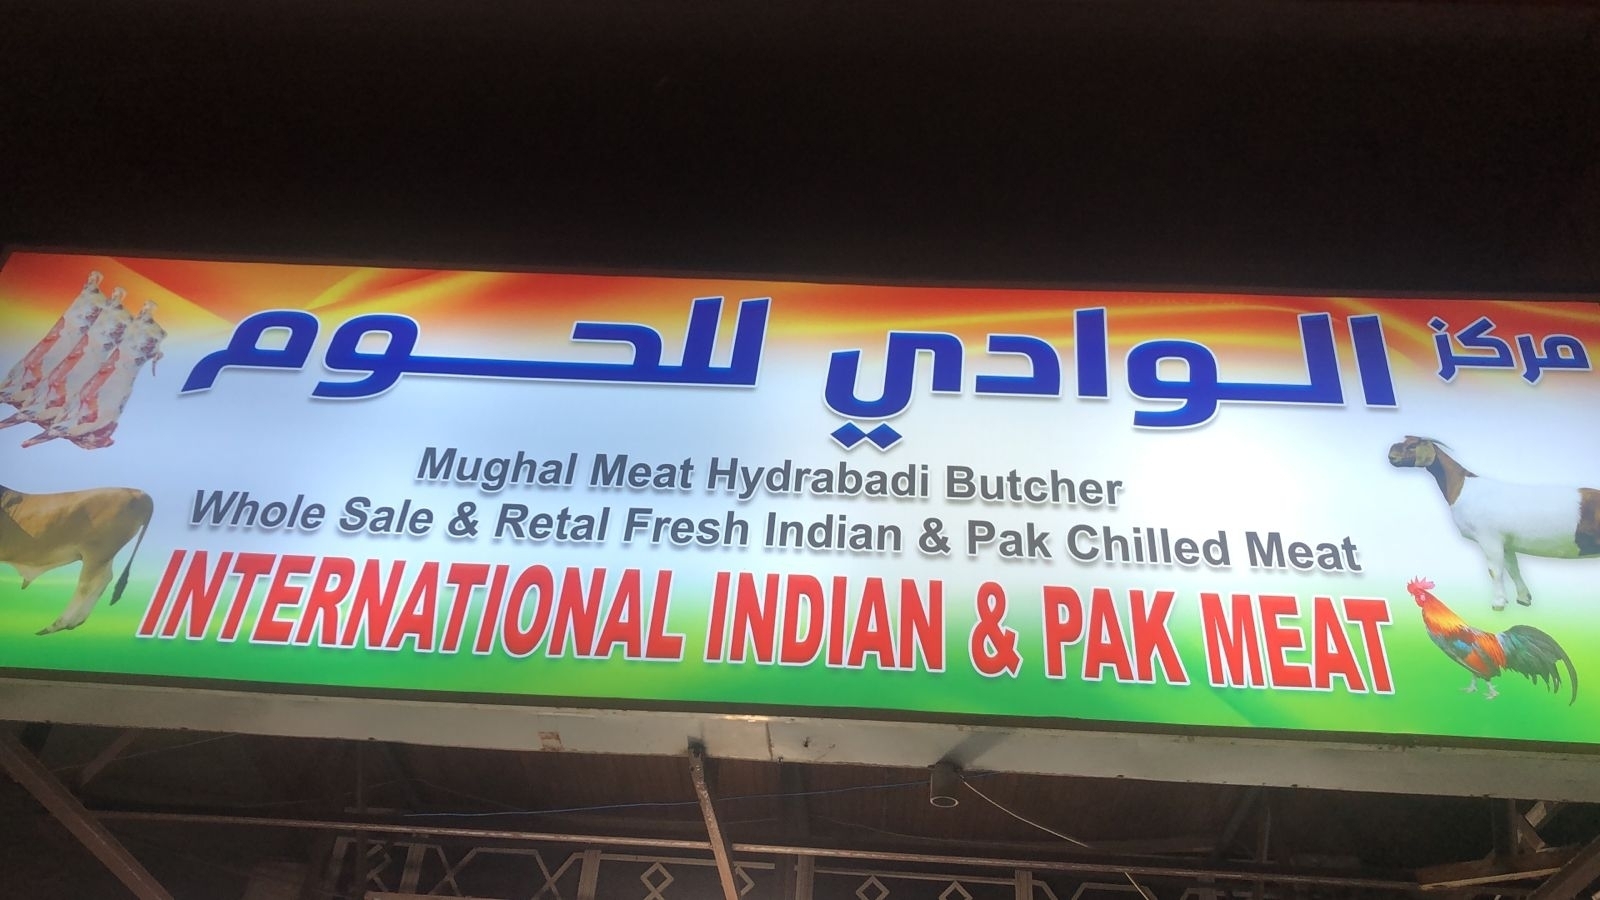 مركز الوادي للحوم
Mughal Meat Hydrabadi Butcher
Whole Sale & Retal Fresh Indian & Pak Chilled Meat
INTERNATIONAL INDIAN & PAK MEAT